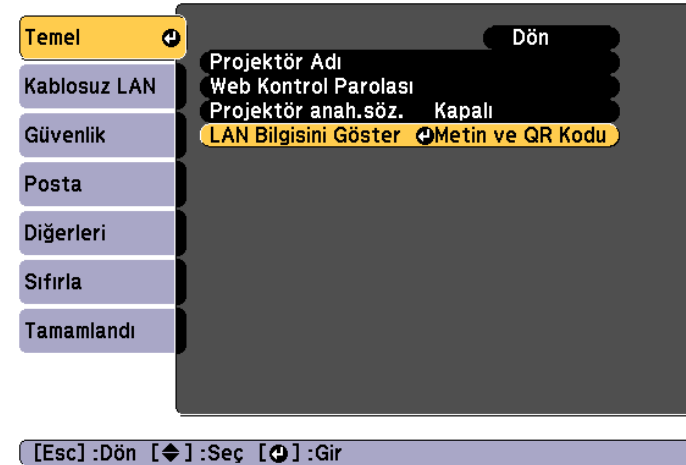 Temel
Kablosuz LAN
Güvenlik
Posta
Diğerleri
Sıfırla
Tamamlandı
Dön
Projektör Adı
Web Kontrol Parolası
Projektör anah.söz. Kapalı
LAN Bilgisini Göster Metin ve QR Kodu
[Esc] :Dön [ ] :Seç [ ] :Gir